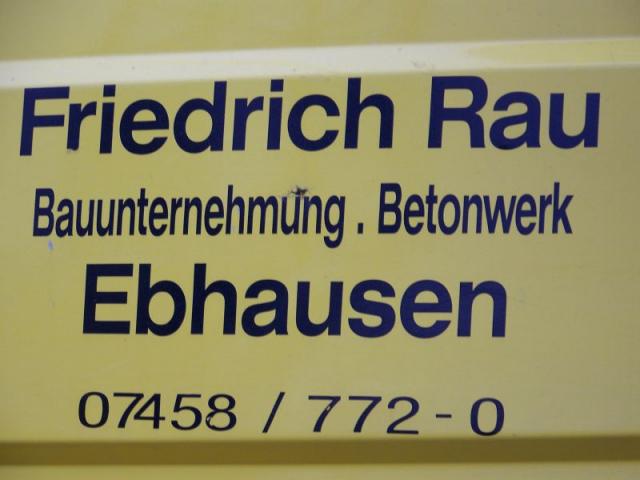 Friedrich Rau
Bauunternehmung . Betonwerk
Ebhausen
07458 / 772-0